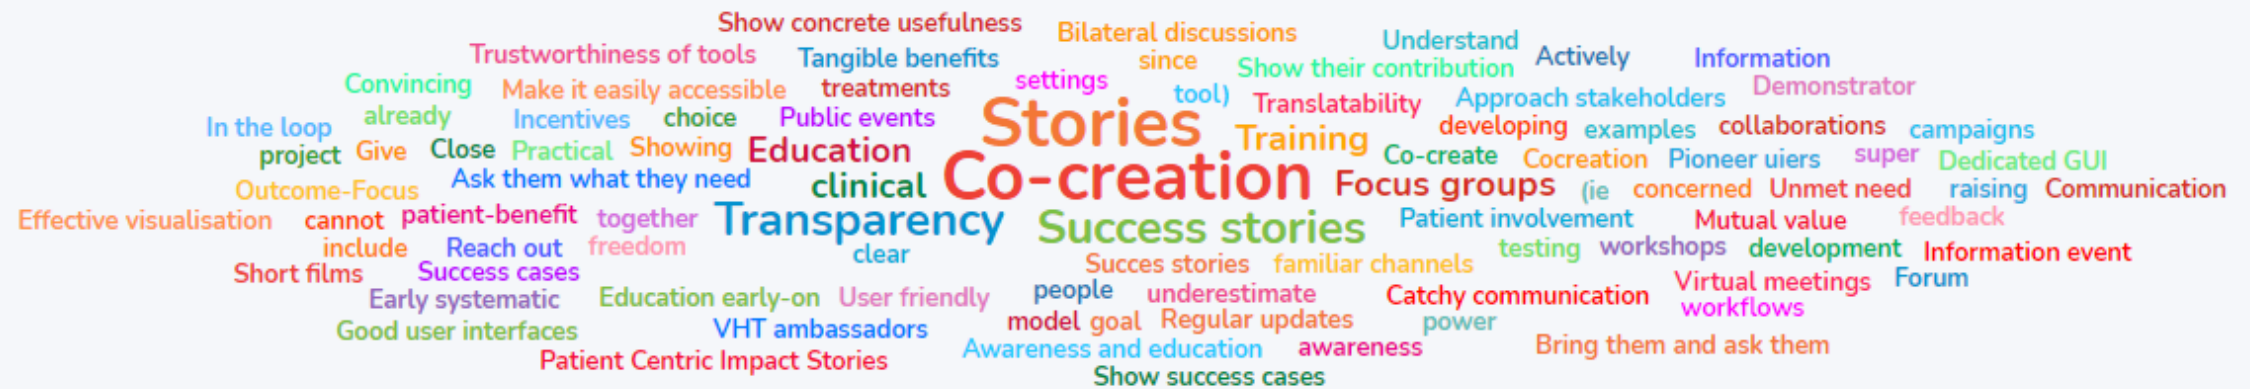 Show concrete usefulness
Bilateral discussions
Understand
Trustworthiness of tools
Tangible benefits
since
Show their contribution
Actively
Information
Convincing
Make it easily accessible
treatments
settings
tool)
Translatability
Approach stakeholders
Demonstrator
In the loop
already
Incentives
choice
Public events
Stories
Training
developing
examples
collaborations
campaigns
project
Give
Close
Practical
Showing
Education
Co-creation
Co-create
Cocreation
Pioneer uiers
super
Dedicated GUI
Outcome-Focus
Ask them what they need
clinical
Focus groups
(ie
concerned
Unmet need
raising
Communication
Effective visualisation
cannot
patient-benefit
together
Transparency
Success stories
Patient involvement
Mutual value
feedback
include
Reach out
freedom
clear
testing
workshops
development
Information event
Short films
Success cases
Succes stories
familiar channels
Virtual meetings
Forum
Early systematic
Education early-on
User friendly
people
underestimate
Catchy communication
workflows
Good user interfaces
VHT ambassadors
model
goal
Regular updates
power
Patient Centric Impact Stories
Awareness and education
awareness
Bring them and ask them
Show success cases